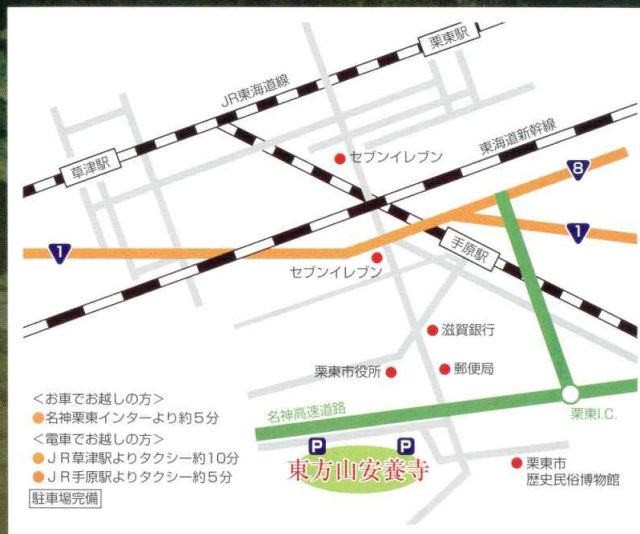 栗東駅
JR東海道線
東海道新幹線
セブンイレブン
草津駅
8
1
1
手原駅
セブンイレブン
滋賀銀行
栗東市役所
郵便局
名神高速道路
栗東I.C.
P
P
東方山安養寺
栗東市
歴史民俗博物館
<お車でお越しの方>
●名神栗東インターより約5分
<電車でお越しの方>
●JR草津駅よりタクシー約10分
●JR手原駅よりタクシー約5分
駐車場完備